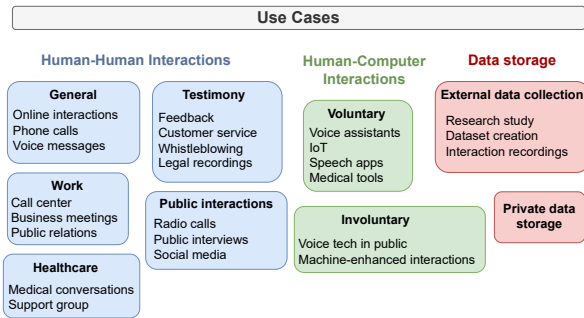 Use Cases
Human-Human Interactions
General
Online interactions
Phone calls
Voice messages
Testimony
Feedback
Customer service
Whistleblowing
Legal recordings
Work
Call center
Business meetings
Public relations
Public interactions
Radio calls
Public interviews
Social media
Healthcare
Medical conversations
Support group
Human-Computer
Interactions
Voluntary
Voice assistants
IoT
Speech apps
Medical tools
Involuntary
Voice tech in public
Machine-enhanced interactions
Data storage
External data collection
Research study
Dataset creation
Interaction recordings
Private data
storage